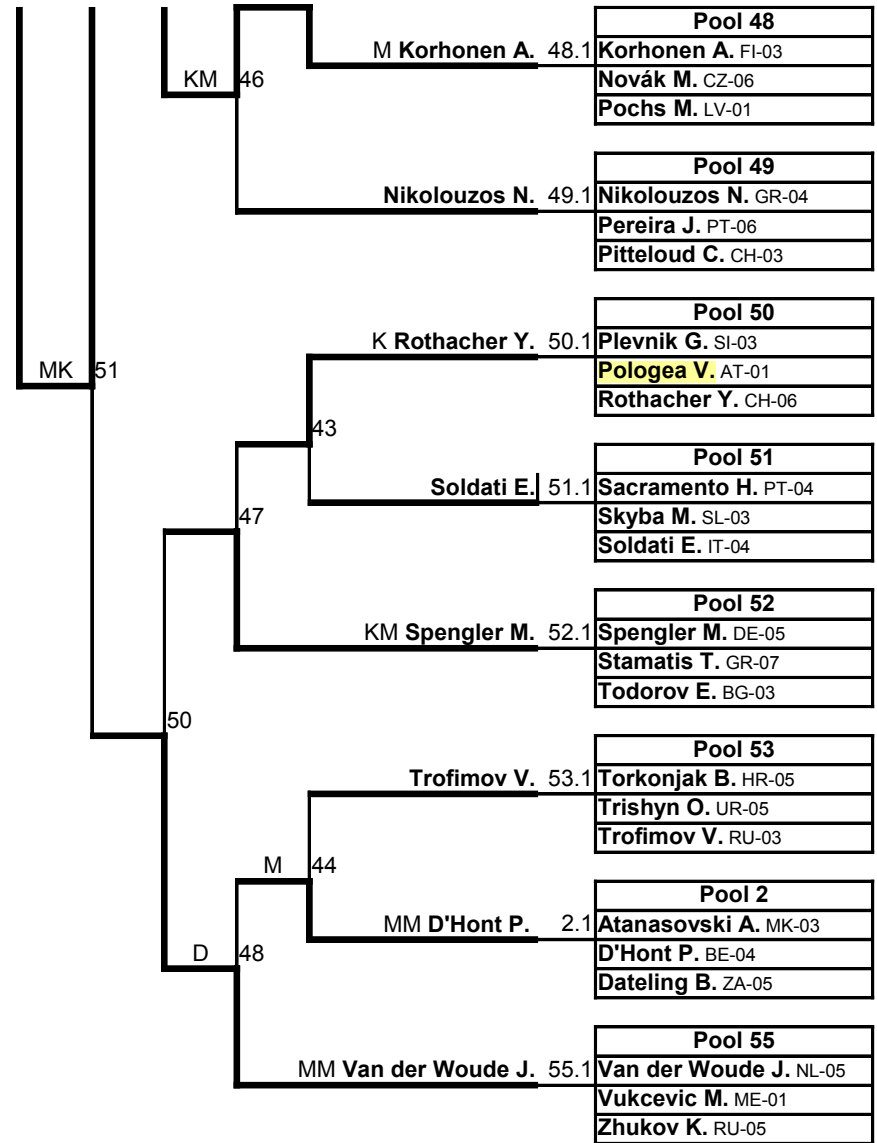 Pool 48
M Korhonen A. 48.1 Korhonen A. FI-03
KM 46 Novák M. CZ-06
Pochs M. LV-01
Pool 49
Nikolouzos N. 49.1 Nikolouzos N. GR-04
Pereira J. PT-06
Pitteloud C. CH-03
Pool 50
K Rothacher Y. 50.1 Plevnik G. SI-03
MK 51 Pologea V. AT-01
Rothacher Y. CH-06
43
Pool 51
Soldati E. 51.1 Sacramento H. PT-04
47 Skyba M. SL-03
Soldati E. IT-04
Pool 52
KM Spengler M. 52.1 Spengler M. DE-05
Stamatis T. GR-07
Todorov E. BG-03
50
Pool 53
Trofimov V. 53.1 Torkonjak B. HR-05
Trishyn O. UR-05
Trofimov V. RU-03
M 44
Pool 2
MM D'Hont P. 2.1 Atanasovski A. MK-03
D 48 D'Hont P. BE-04
Dateling B. ZA-05
Pool 55
MM Van der Woude J. 55.1 Van der Woude J. NL-05
Vukcevic M. ME-01
Zhukov K. RU-05